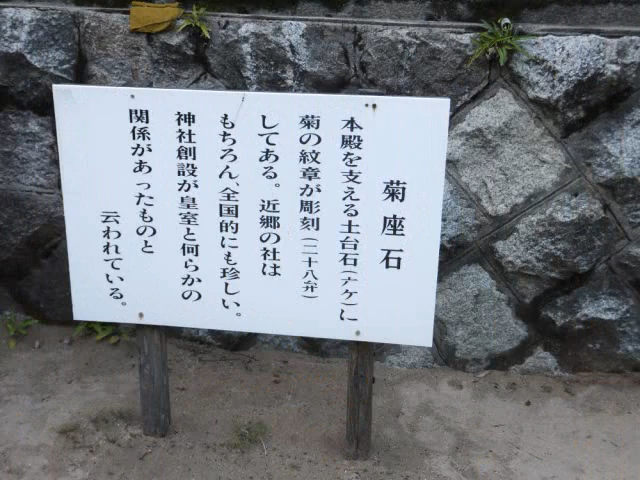 菊座石
本殿を支える土台石(六ケ)に
菊の紋章が彫刻(二十八弁)
してある。近郷の社は
もちろん、全国的にも珍しい。
神社創設が皇室と何らかの
関係があったものと
云われている。